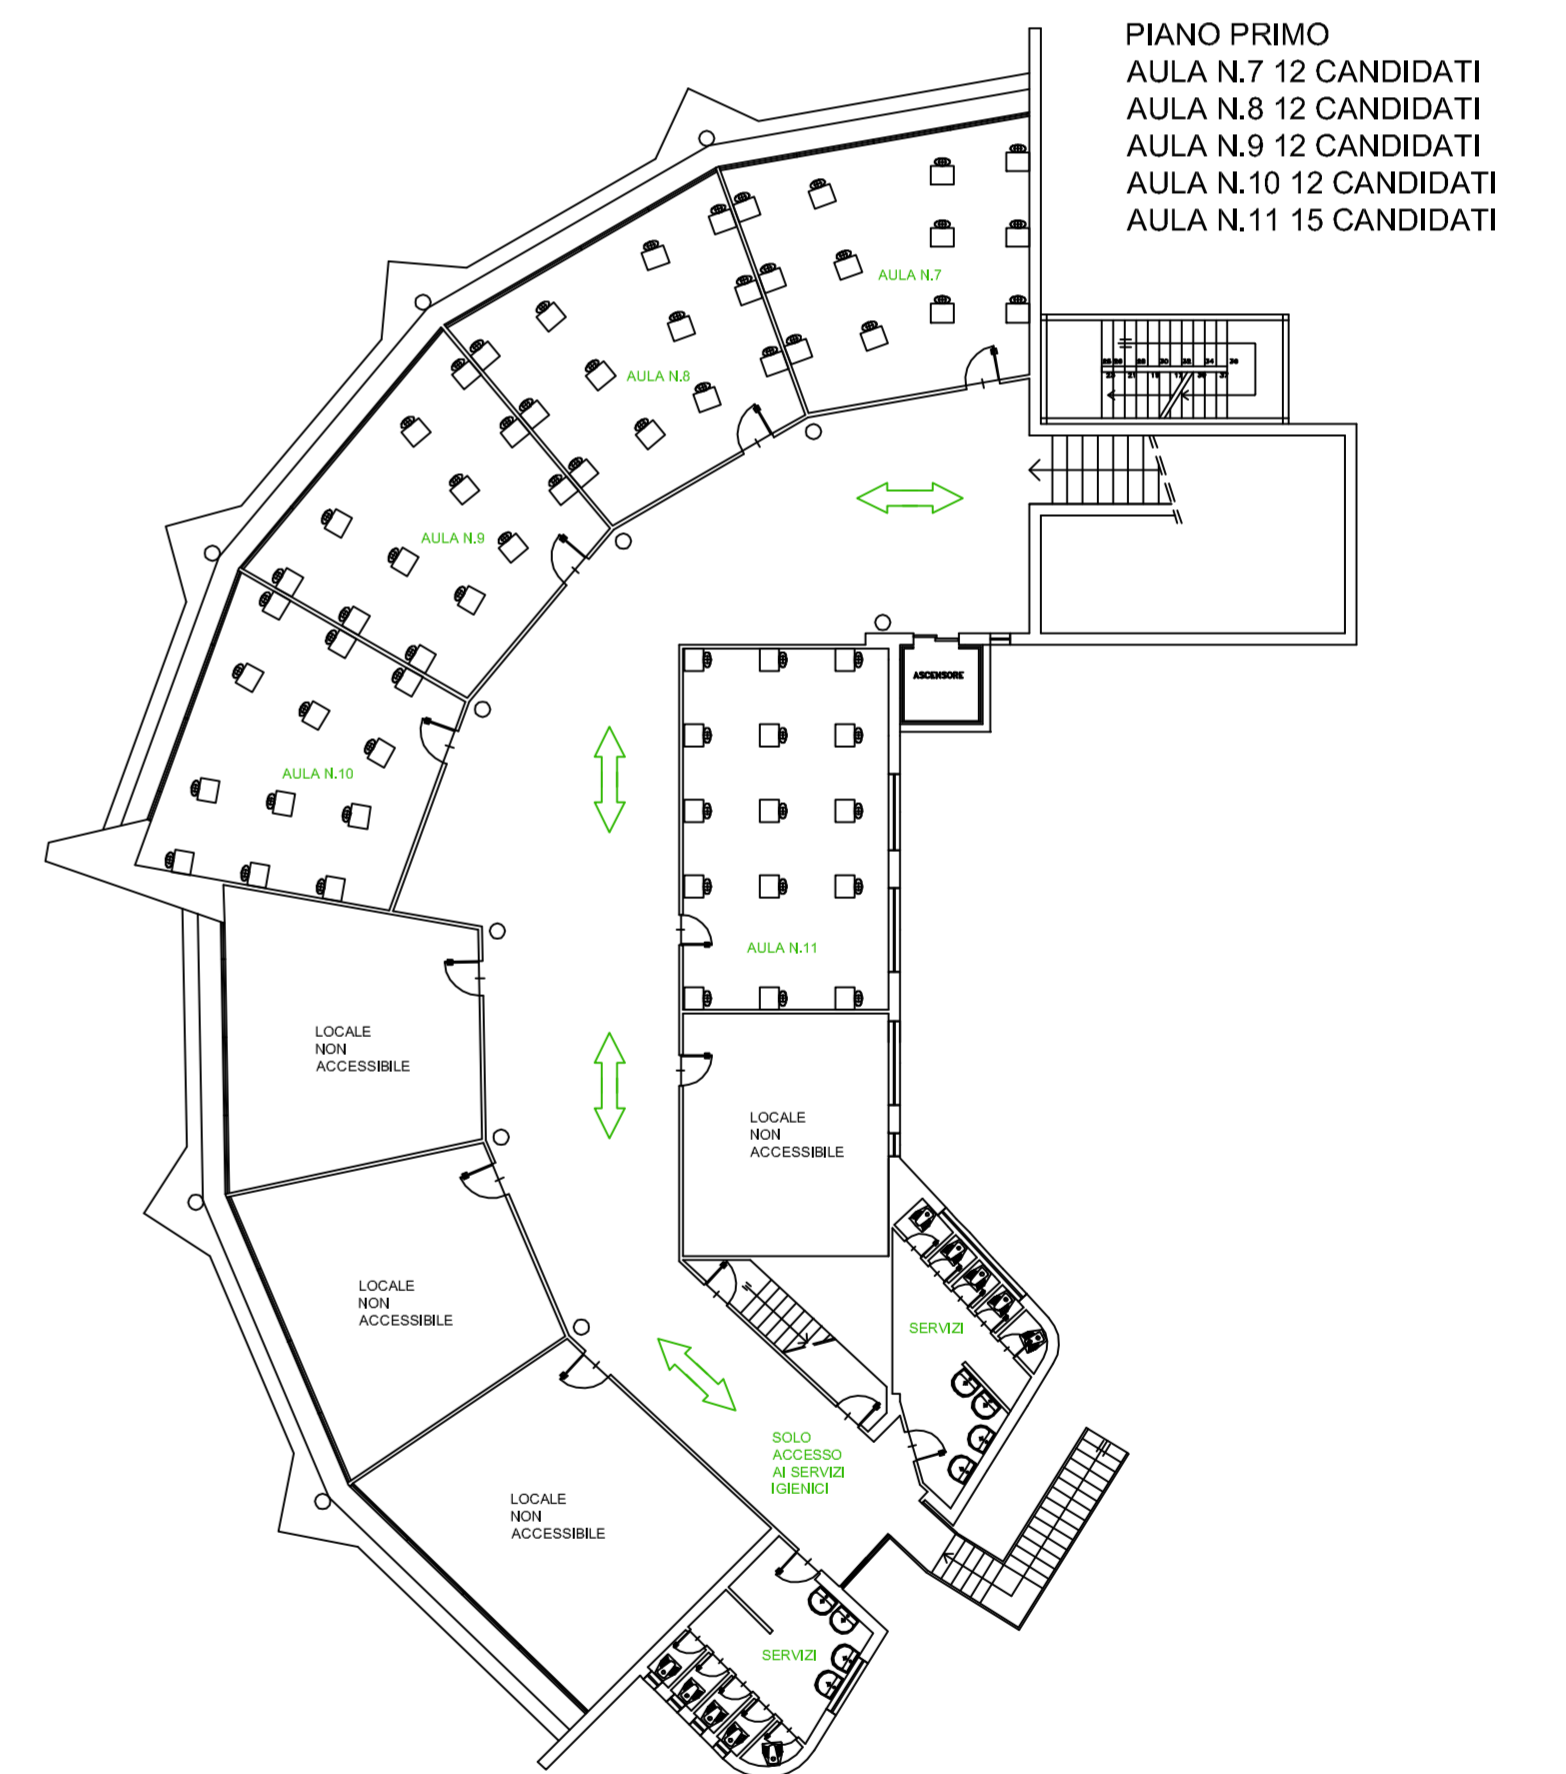 PIANO PRIMO
AULA N.7 12 CANDIDATI
AULA N.8 12 CANDIDATI
AULA N.9 12 CANDIDATI
AULA N.10 12 CANDIDATI
AULA N.11 15 CANDIDATI
AULA N.7
AULA N.8
AULA N.9
ASCENSORE
AULA N.10
AULA N.11
LOCALE
NON
ACCESSIBILE
LOCALE
NON
ACCESSIBILE
LOCALE
NON
ACCESSIBILE
SERVIZI
SOLO
ACCESSO
AI SERVIZI
IGIENICI
LOCALE
NON
ACCESSIBILE
SERVIZI